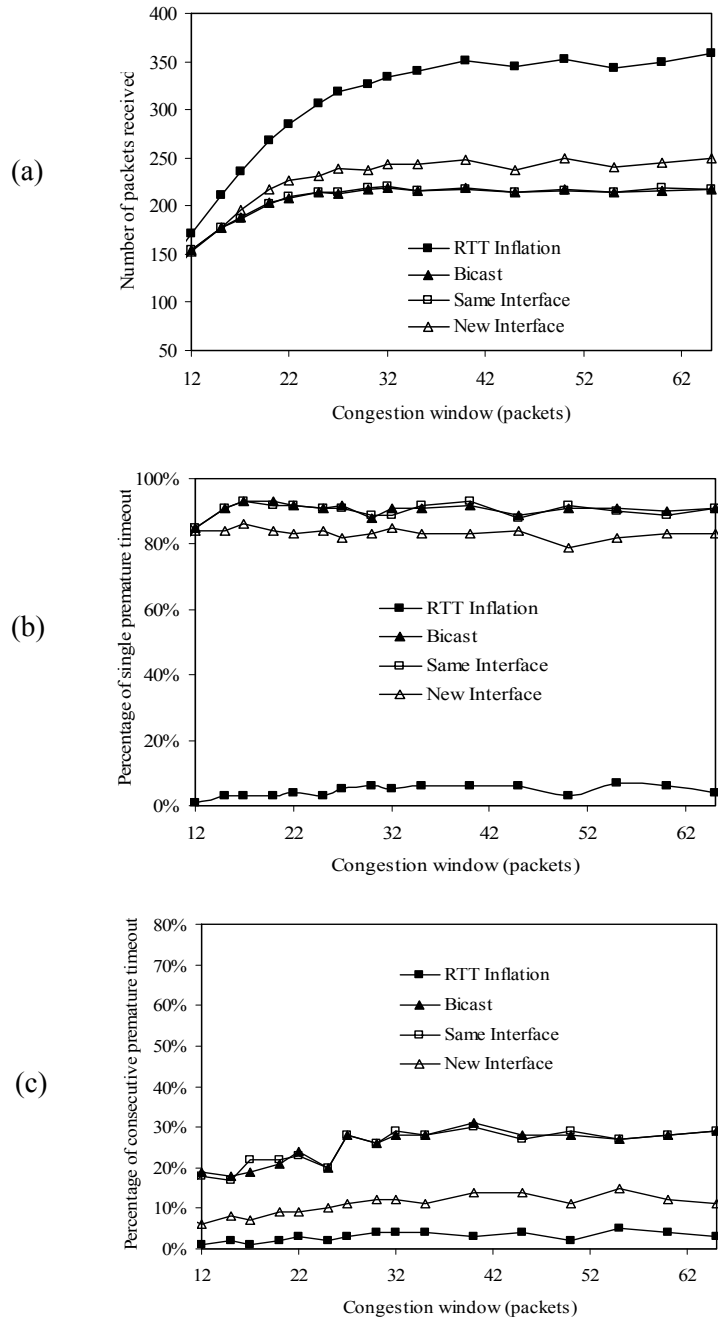 (a)
Number of packets received
400
350
300
250
200
150
100
50
RTT Inflation
Bicast
Same Interface
New Interface
12 22 32 42 52 62
Congestion window (packets)
(b)
Percentage of single premature timeout
100%
80%
60%
40%
20%
0%
RTT Inflation
Bicast
Same Interface
New Interface
12 22 32 42 52 62
Congestion window (packets)
(c)
Percentage of consecutive premature timeout
80%
70%
60%
50%
40%
30%
20%
10%
0%
RTT Inflation
Bicast
Same Interface
New Interface
12 22 32 42 52 62
Congestion window (packets)